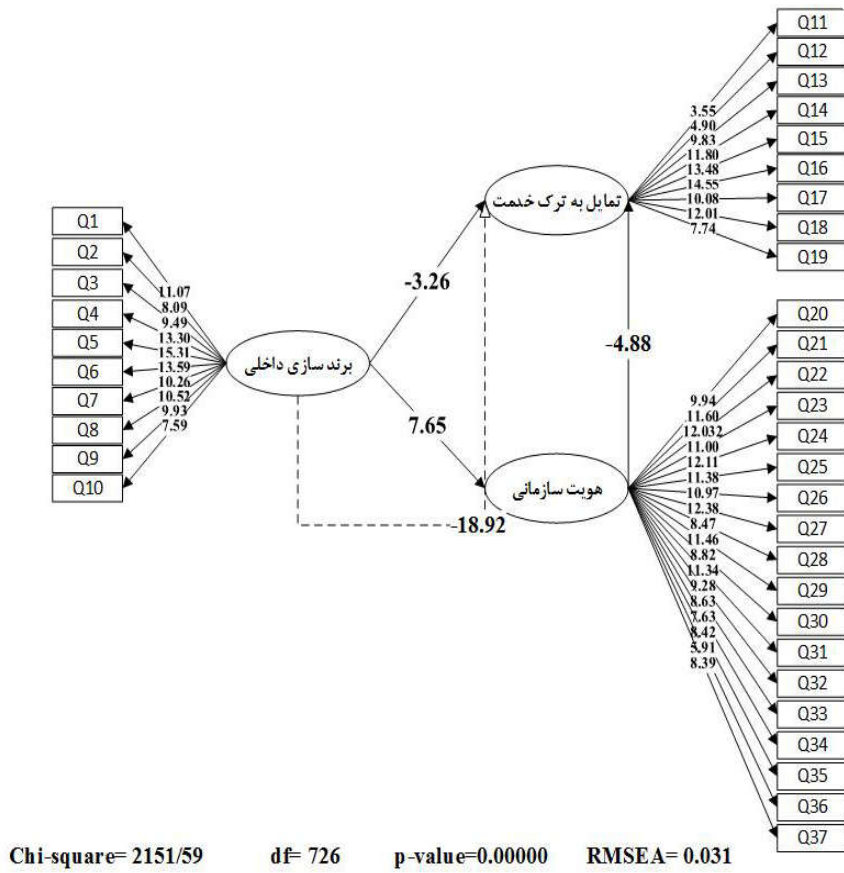 Q1
Q2
Q3
Q4
Q5
Q6
Q7
Q8
Q9
Q10
11.07
8.09
9.49
13.30
15.31
13.59
10.26
10.52
9.93
7.59
برند سازی داخلی
-3.26
7.65
-18.92
تمایل به ترک خدمت
-4.88
هویت سازمانی
3.55
4.90
9.83
11.80
13.48
14.55
10.08
12.01
7.74
Q11
Q12
Q13
Q14
Q15
Q16
Q17
Q18
Q19
9.94
11.60
12.032
11.00
12.11
11.38
10.97
12.38
8.47
11.46
8.82
11.34
9.28
8.63
7.63
8.42
5.91
8.39
Q20
Q21
Q22
Q23
Q24
Q25
Q26
Q27
Q28
Q29
Q30
Q31
Q32
Q33
Q34
Q35
Q36
Q37
Chi-square= 2151/59 df= 726 p-value=0.00000 RMSEA= 0.031